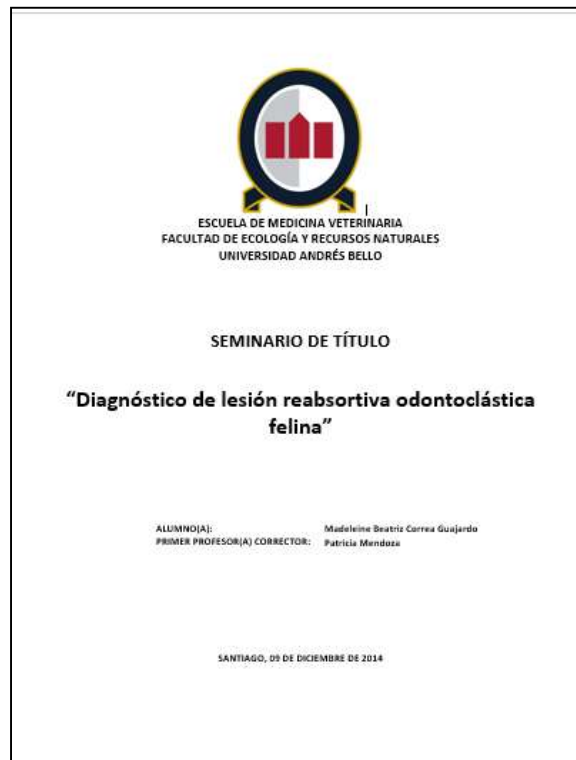 ESCUELA DE MEDICINA VETERINARIA
FACULTAD DE ECOLOGÍA Y RECURSOS NATURALES
UNIVERSIDAD ANDRÉS BELLO
SEMINARIO DE TÍTULO
“Diagnóstico de lesión reabsortiva odontoclástica
felina”
ALUMNO(A): Madeleine Beatriz Correa Guajardo
PRIMER PROFESOR(A) CORRECTOR: Patricia Mendoza
SANTIAGO, 09 DE DICIEMBRE DE 2014